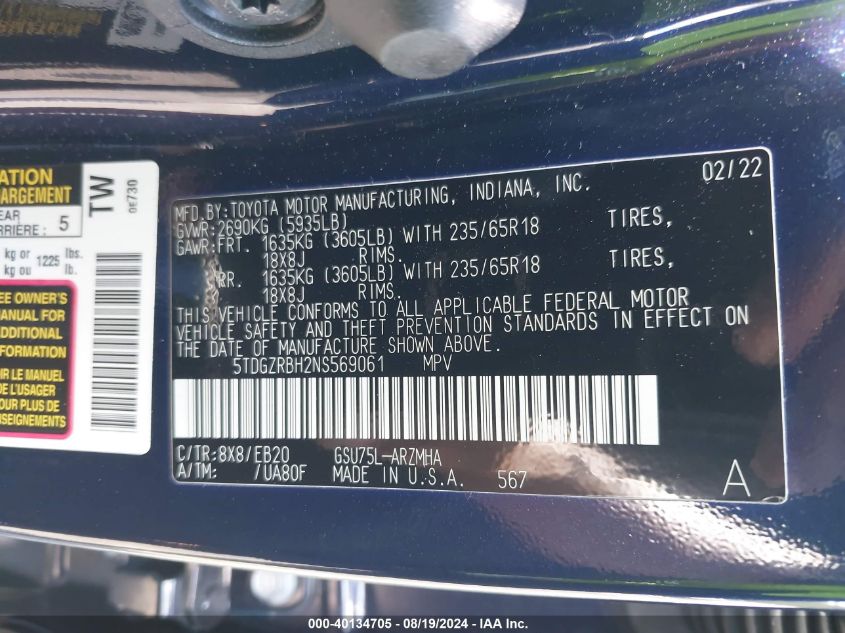 ATION
ARGEMENT
TW
0E730
EAR
RRIÈRE: 5
kg or 1225 lbs.
kg ou lb.
EE OWNER'S
MANUAL FOR
ADDITIONAL
FORMATION
IR LE MANUEL
DE L'USAGER
OUR PLUS DE
NSEIGNEMENTS
02/22
MFD.BY:TOYOTA MOTOR MANUFACTURING, INDIANA, INC.
GVWR:2690KG (5935LB)
GAWR:FRT. 1635KG (3605LB) WITH 235/65R18 TIRES,
18X8J RIMS.
RR. 1635KG (3605LB) WITH 235/65R18 TIRES,
18X8J RIMS.
THIS VEHICLE CONFORMS TO ALL APPLICABLE FEDERAL MOTOR
VEHICLE SAFETY AND THEFT PREVENTION STANDARDS IN EFFECT ON
THE DATE OF MANUFACTURE SHOWN ABOVE.
5TDGZRBH2NS569061 MPV
C/TR:8X8/EB20 GSU75L-ARZMHA
A/TM: /UA80F MADE IN U.S.A. 567 A
000-40134705 - 08/19/2024 - IAA Inc.